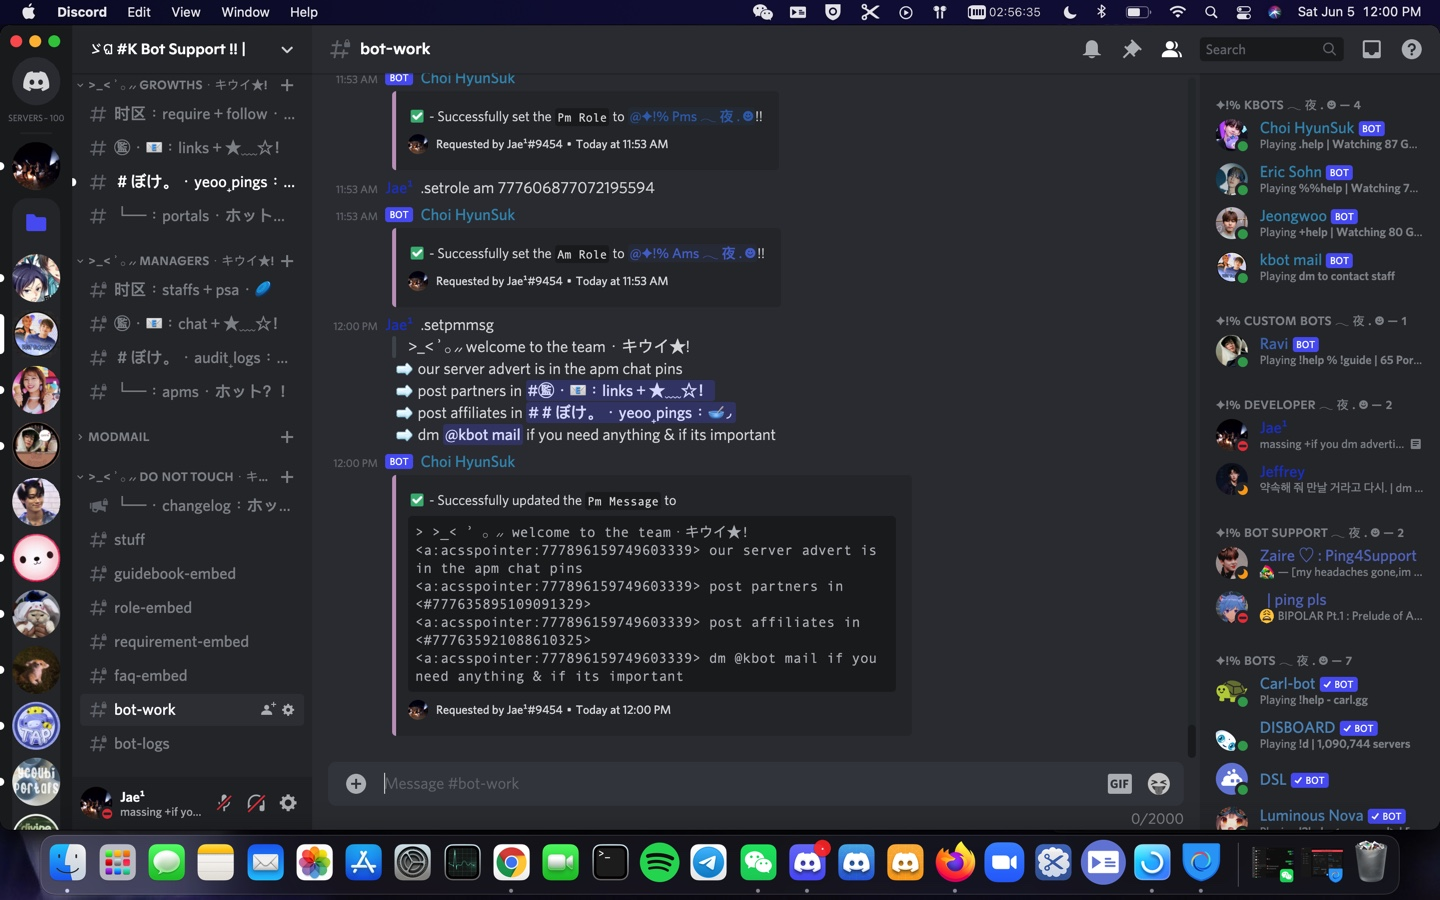 Discord Edit View Window Help
02:56:35
Sat Jun 5 12:00 PM
#K Bot Support !! |
SERVERS - 100
>_< GROWTHS · キウイ★!
时区：require + follow · ...
links + ★﹏☆!
# ぼけ。 · yeoo pings : ...
└── : portals · ホット...
>_< MANAGERS · キウイ★!
时区：staffs + psa ·
chat + ★﹏☆!
# ぼけ。 · audit logs : ...
└── : apms · ホット？！
MODMAIL
>_< DO NOT TOUCH · キ...
└── · changelog : ホッ...
stuff
guidebook-embed
role-embed
requirement-embed
faq-embed
bot-work
bot-logs
Jae¹
massing +if yo...
bot-work
Search
11:53 AM BOT Choi HyunSuk
✅ - Successfully set the Pm Role to @✦!% Pms ︵ 夜 . ☻!!
Requested by Jae¹#9454 • Today at 11:53 AM
11:53 AM Jae¹ .setrole am 777606877072195594
11:53 AM BOT Choi HyunSuk
✅ - Successfully set the Am Role to @✦!% Ams ︵ 夜 . ☻!!
Requested by Jae¹#9454 • Today at 11:53 AM
12:00 PM Jae¹ .setpmmsg
>_< ’ 。〃 welcome to the team · キウイ★!
our server advert is in the apm chat pins
post partners in # · 📧 : links + ★﹏☆!
post affiliates in # # ぼけ。 · yeoo pings :
dm @kbot mail if you need anything & if its important
12:00 PM BOT Choi HyunSuk
✅ - Successfully updated the Pm Message to
> >_< ’ 。〃 welcome to the team · キウイ★!
<a:acsspointer:777896159749603339> our server advert is
in the apm chat pins
<a:acsspointer:777896159749603339> post partners in
<#777635895109091329>
<a:acsspointer:777896159749603339> post affiliates in
<#777635921088610325>
<a:acsspointer:777896159749603339> dm @kbot mail if you
need anything & if its important
Requested by Jae¹#9454 • Today at 12:00 PM
Message #bot-work
GIF
0/2000
✦!% KBOTS ︵ 夜 . ☻ — 4
Choi HyunSuk BOT
Playing .help | Watching 87 G...
Eric Sohn BOT
Playing %%help | Watching 7...
Jeongwoo BOT
Playing +help | Watching 80 G...
kbot mail BOT
Playing dm to contact staff
✦!% CUSTOM BOTS ︵ 夜 . ☻ — 1
Ravi BOT
Playing !help % !guide | 65 Por...
✦!% DEVELOPER ︵ 夜 . ☻ — 2
Jae¹
massing +if you dm adverti...
Jeffrey
약속해 줘 만날 거라고 다시. | dm ...
✦!% BOT SUPPORT ︵ 夜 . ☻ — 2
Zaire ♡ : Ping4Support
— [my headaches gone,im ...
| ping pls
BIPOLAR Pt.1 : Prelude of A...
✦!% BOTS ︵ 夜 . ☻ — 7
Carl-bot ✓ BOT
Playing !help - carl.gg
DISBOARD ✓ BOT
Playing !d | 1,090,744 servers
DSL ✓ BOT
Luminous Nova ✓ BOT